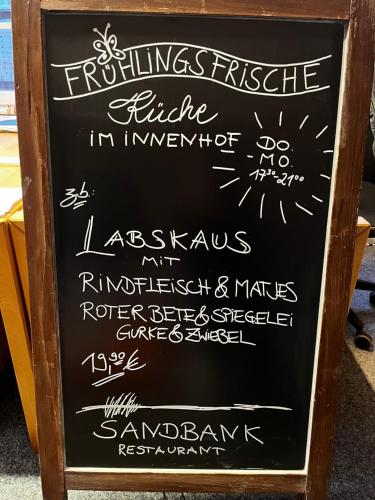 FRÜHLINGSFRISCHE
Küche
IM INNENHOF
DO.
- MO.
17³⁰-21⁰⁰
z.b.:
LABSKAUS
MIT
RINDFLEISCH & MATJES
ROTER BETE & SPIEGELEI
GURKE & ZWIEBEL
19,90 €
SANDBANK
RESTAURANT